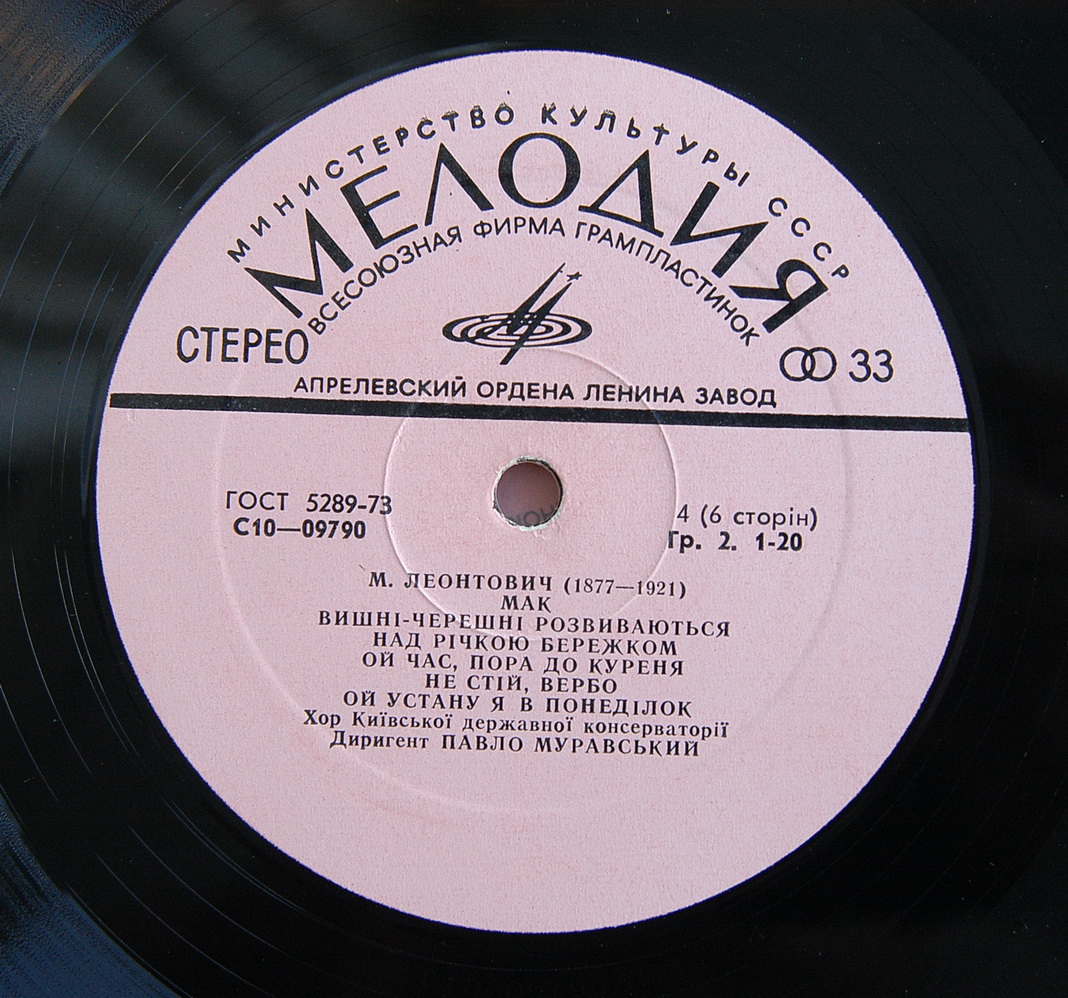 МИНИСТЕРСТВО КУЛЬТУРЫ СССР
МЕЛОДИЯ
ВСЕСОЮЗНАЯ ФИРМА ГРАМПЛАСТИНОК
СТЕРЕО
33
АПРЕЛЕВСКИЙ ОРДЕНА ЛЕНИНА ЗАВОД
ГОСТ 5289-73
С10—09790
4 (6 сторін)
Гр. 2. 1-20
М. ЛЕОНТОВИЧ (1877—1921)
МАК
ВИШНІ-ЧЕРЕШНІ РОЗВИВАЮТЬСЯ
НАД РІЧКОЮ БЕРЕЖКОМ
ОЙ ЧАС, ПОРА ДО КУРЕНЯ
НЕ СТІЙ, ВЕРБО
ОЙ УСТАНУ Я В ПОНЕДІЛОК
Хор Київської державної консерваторії
Диригент ПАВЛО МУРАВСЬКИЙ